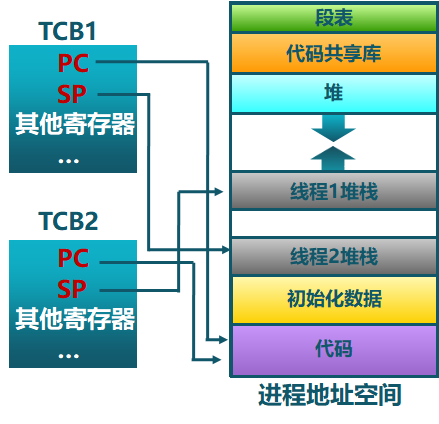 TCB1
PC
SP
其他寄存器
...
TCB2
PC
SP
其他寄存器
...
段表
代码共享库
堆
线程1堆栈
线程2堆栈
初始化数据
代码
进程地址空间